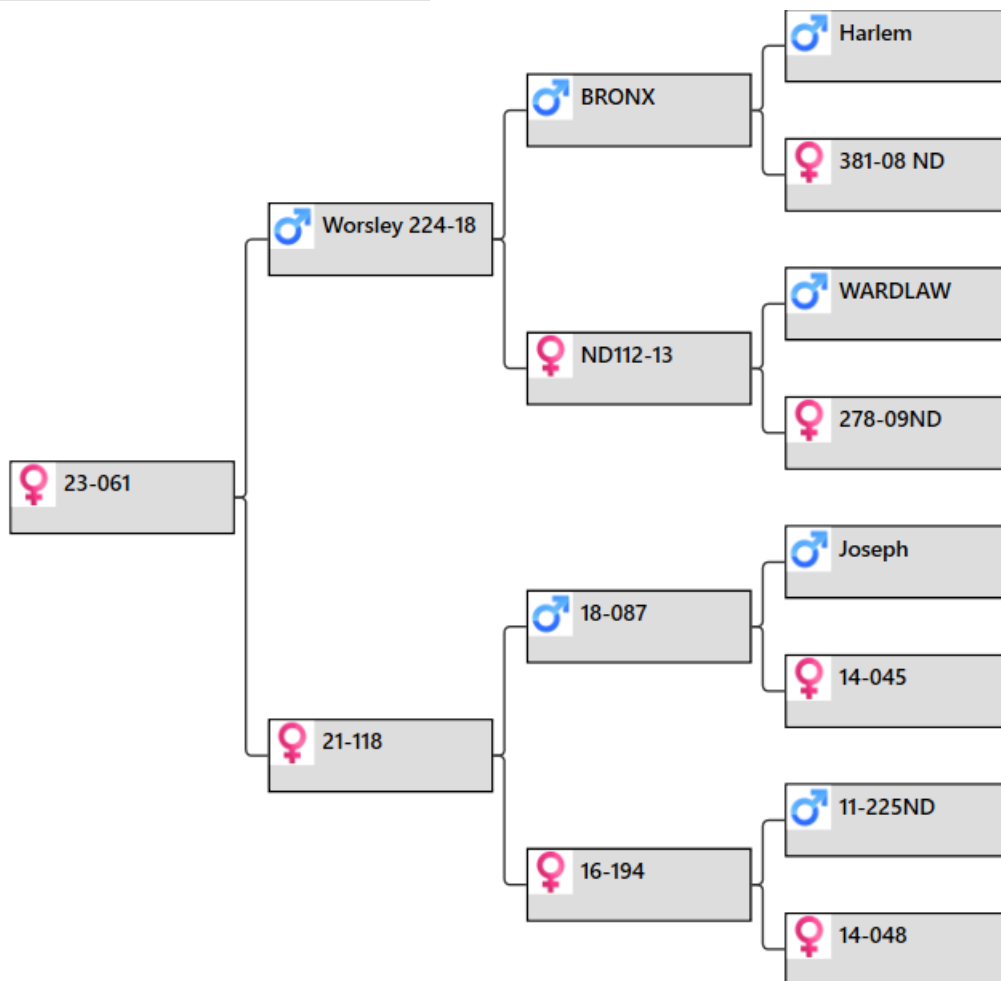 Harlem
BRONX
381-08 ND
Worsley 224-18
WARDLAW
ND112-13
278-09ND
23-061
Joseph
18-087
14-045
21-118
11-225ND
16-194
14-048